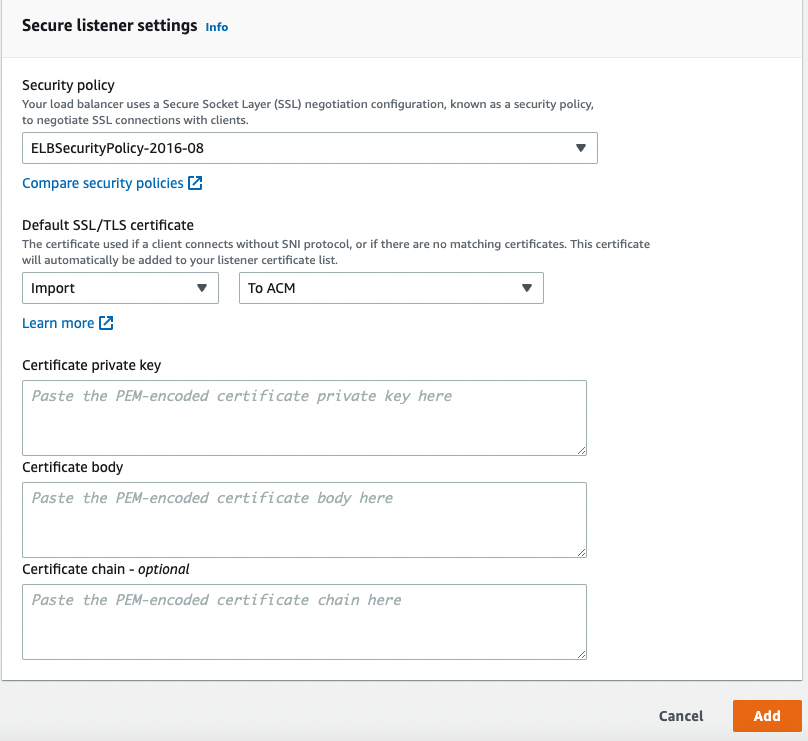 Secure listener settings Info
Security policy
Your load balancer uses a Secure Socket Layer (SSL) negotiation configuration, known as a security policy,
to negotiate SSL connections with clients.
ELBSecurityPolicy-2016-08
Compare security policies
Default SSL/TLS certificate
The certificate used if a client connects without SNI protocol, or if there are no matching certificates. This certificate
will automatically be added to your listener certificate list.
Import To ACM
Learn more
Certificate private key
Paste the PEM-encoded certificate private key here
Certificate body
Paste the PEM-encoded certificate body here
Certificate chain - optional
Paste the PEM-encoded certificate chain here
Cancel Add